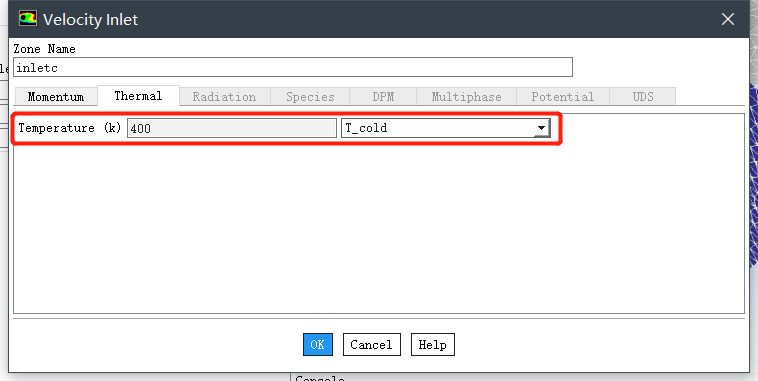 Velocity Inlet
Zone Name
inletc
Momentum Thermal Radiation Species DPM Multiphase Potential UDS
Temperature (k) 400 T_cold
OK Cancel Help